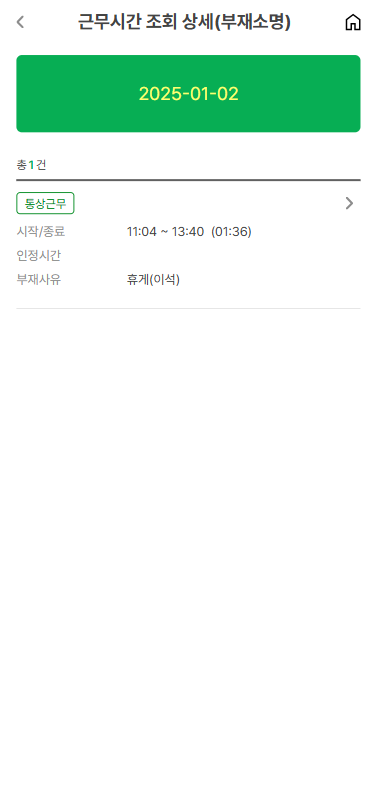 근무시간 조회 상세(부재소명)
2025-01-02
총 1 건
통상근무
시작/종료 11:04 ~ 13:40 (01:36)
인정시간
부재사유 휴게(이석)